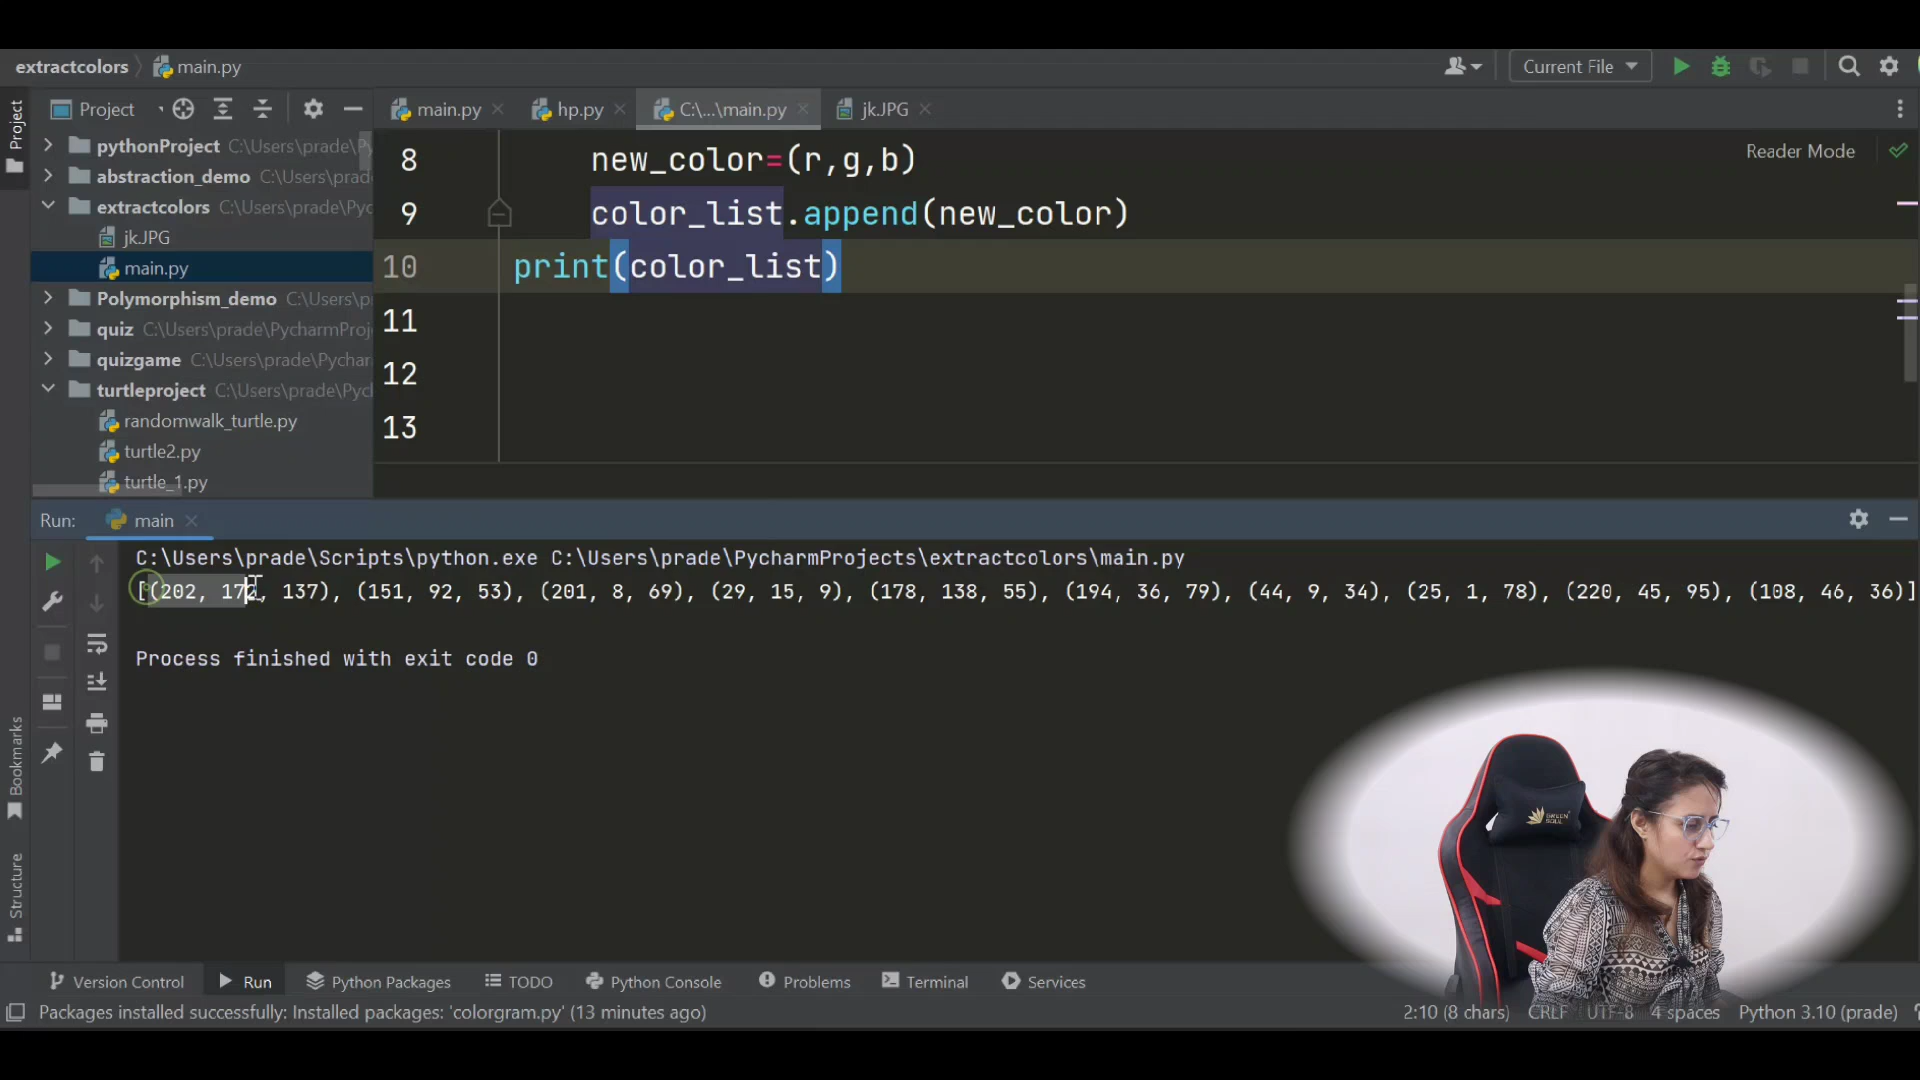 extractcolors
main.py
Current File
Project
Project
pythonProject C:\Users\prade\Py
abstraction_demo C:\Users\prad
extractcolors C:\Users\prade\Pyc
jk.JPG
main.py
Polymorphism_demo C:\Users\p
quiz C:\Users\prade\PycharmProj
quizgame C:\Users\prade\Pychar
turtleproject C:\Users\prade\Pyc
randomwalk_turtle.py
turtle2.py
turtle_1.py
main.py
hp.py
C:\...\main.py
jk.JPG
Reader Mode
8 new_color=(r,g,b)
9 color_list.append(new_color)
10 print(color_list)
11
12
13
Run: main
C:\Users\prade\Scripts\python.exe C:\Users\prade\PycharmProjects\extractcolors\main.py
[(202, 172, 137), (151, 92, 53), (201, 8, 69), (29, 15, 9), (178, 138, 55), (194, 36, 79), (44, 9, 34), (25, 1, 78), (220, 45, 95), (108, 46, 36)]
Process finished with exit code 0
Bookmarks
Structure
GREEN SOUL
Version Control
Run
Python Packages
TODO
Python Console
Problems
Terminal
Services
Packages installed successfully: Installed packages: 'colorgram.py' (13 minutes ago)
2:10 (8 chars) CRLF UTF-8 4 spaces Python 3.10 (prade)